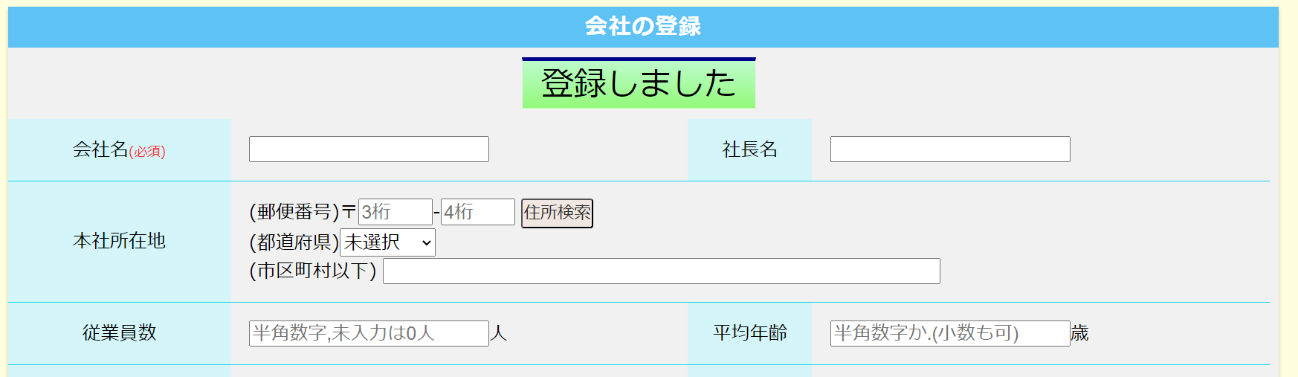 会社の登録
登録しました
会社名(必須)
社長名
本社所在地
(郵便番号)〒3桁-4桁 住所検索
(都道府県)未選択
(市区町村以下)
従業員数
半角数字,未入力は0人人
平均年齢
半角数字か.(小数も可)歳